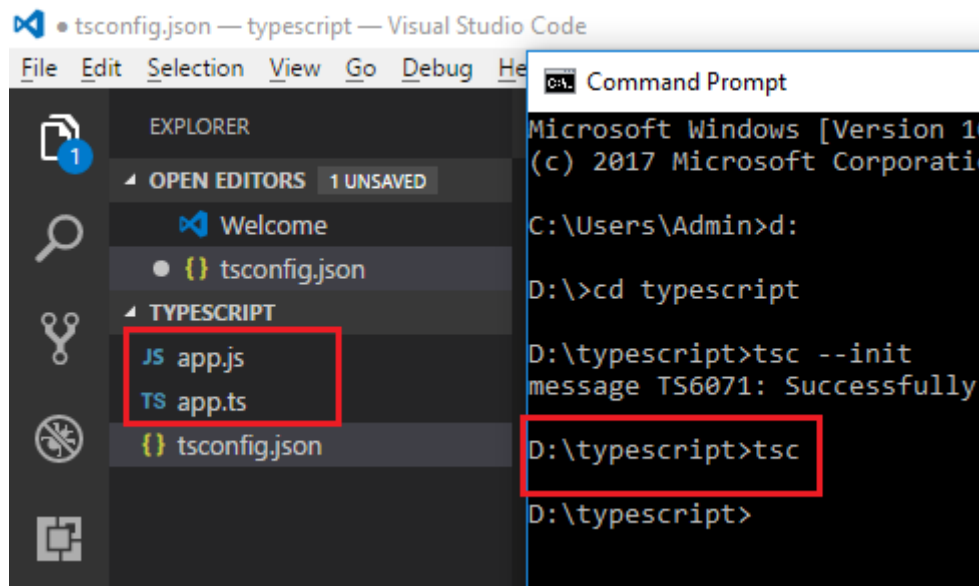 tsconfig.json — typescript — Visual Studio Code
File Edit Selection View Go Debug
EXPLORER
1
OPEN EDITORS 1 UNSAVED
Welcome
{} tsconfig.json
TYPESCRIPT
JS app.js
TS app.ts
{} tsconfig.json
C:\. Command Prompt
Microsoft Windows [Version
(c) 2017 Microsoft
C:\Users\Admin>d:
D:\>cd typescript
D:\typescript>tsc --init
message TS6071: Successfully
D:\typescript>tsc
D:\typescript>